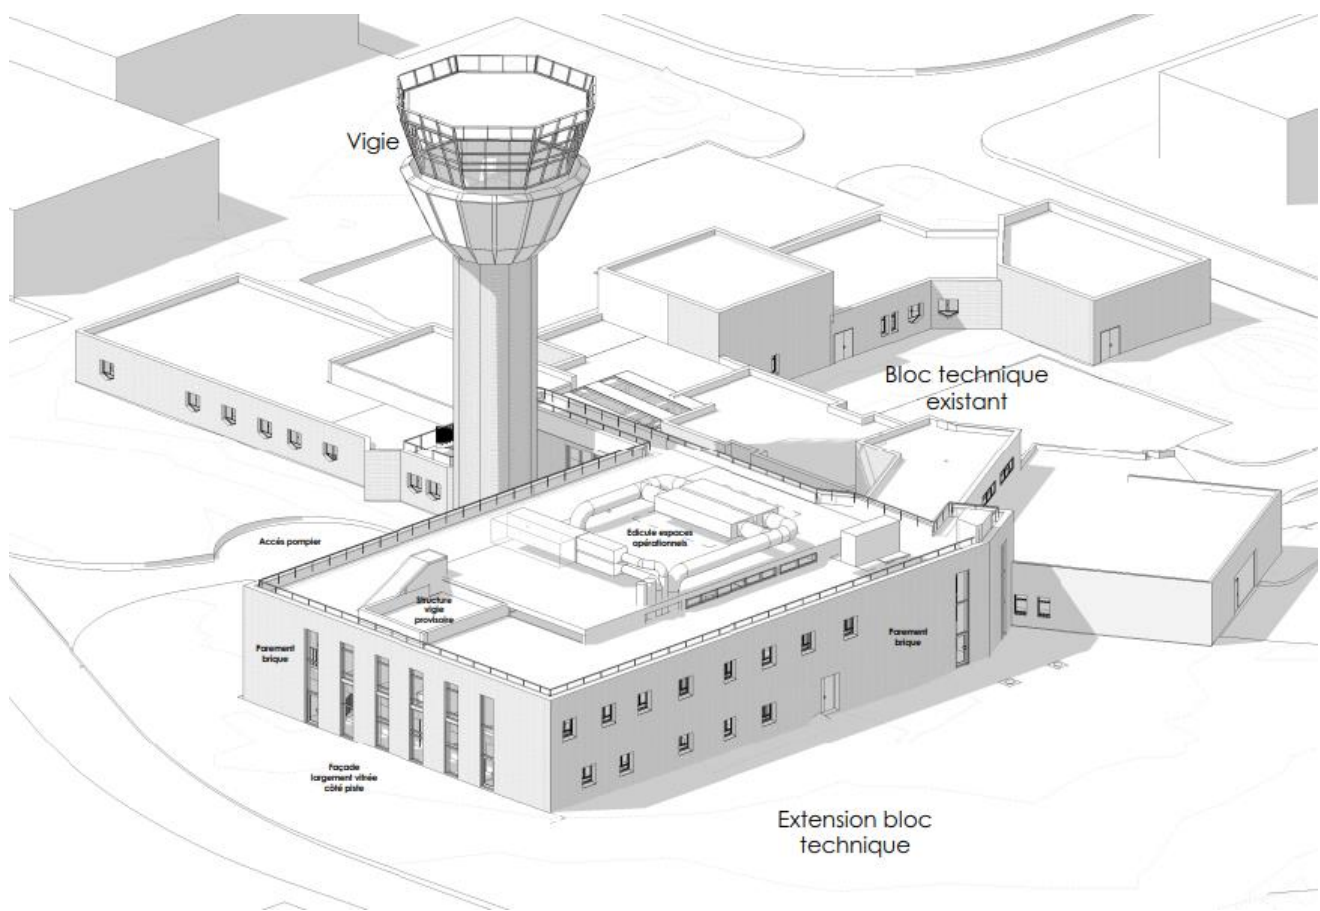 Vigie
Bloc technique
existant
Accés pompier
Edicule espaces
opérationnels
Structure
vigie
provisoire
Parement
brique
Parement
brique
Façade
largement vitrée
côté piste
Extension bloc
technique